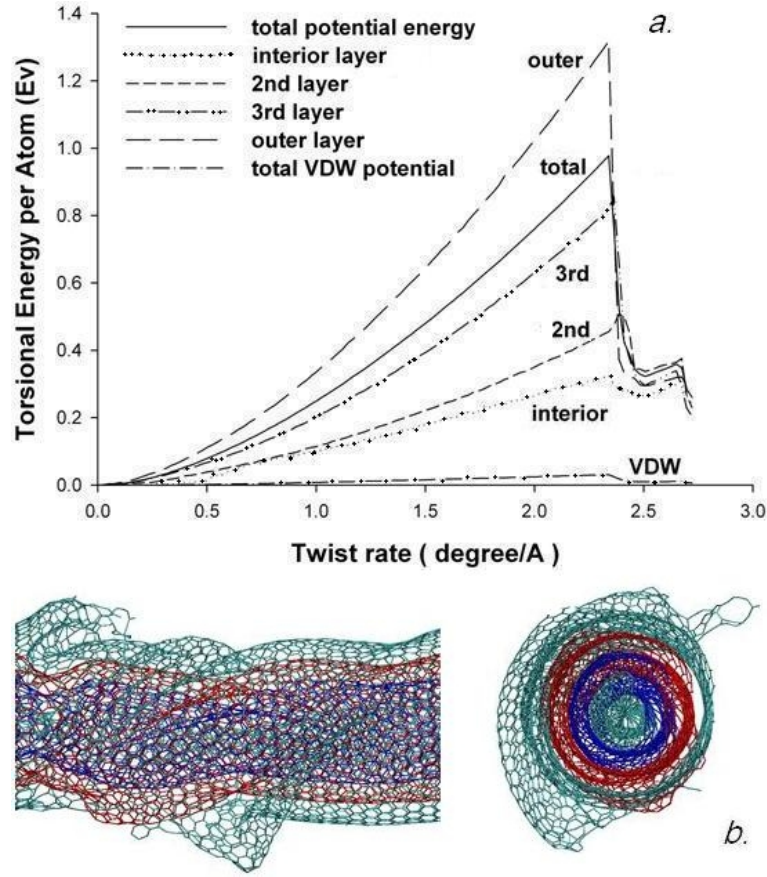 a.
total potential energy
interior layer
2nd layer
3rd layer
outer layer
total VDW potential
outer
total
3rd
2nd
interior
VDW
Torsional Energy per Atom (Ev)
1.4
1.2
1.0
0.8
0.6
0.4
0.2
0.0
0.0 0.5 1.0 1.5 2.0 2.5 3.0
Twist rate ( degree/A )
b.